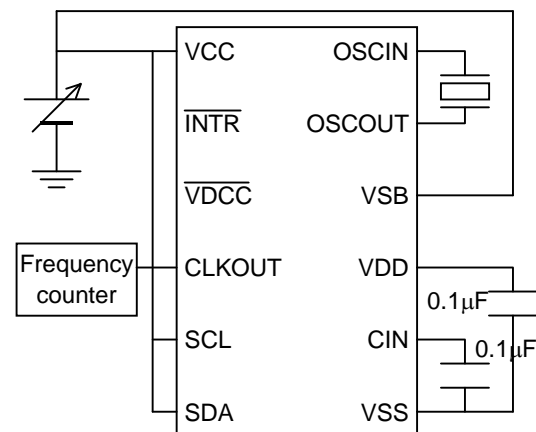 VCC
OSCIN
INTR
OSCOUT
VDCC
VSB
Frequency
counter
CLKOUT
VDD
0.1μF
SCL
CIN
0.1μF
SDA
VSS